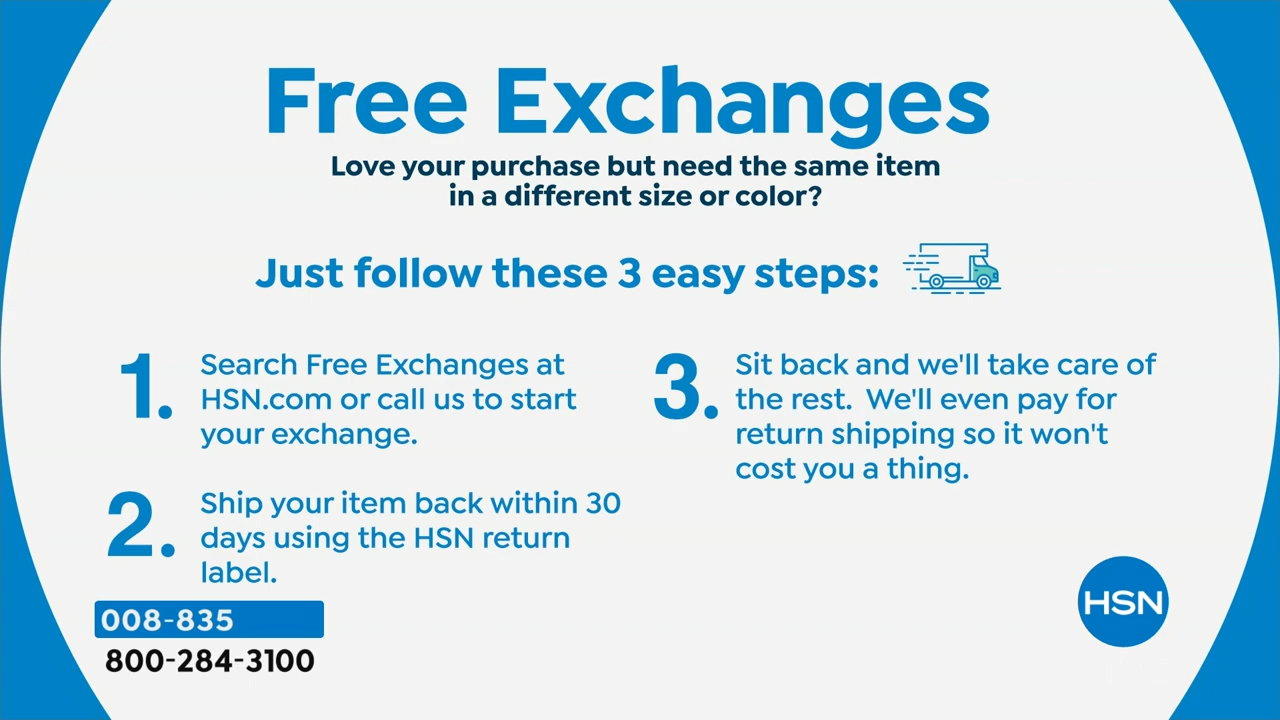 Free Exchanges
Love your purchase but need the same item
in a different size or color?
Just follow these 3 easy steps:
1. Search Free Exchanges at
HSN.com or call us to start
your exchange.
2. Ship your item back within 30
days using the HSN return
label.
3. Sit back and we'll take care of
the rest. We'll even pay for
return shipping so it won't
cost you a thing.
008-835
800-284-3100
HSN